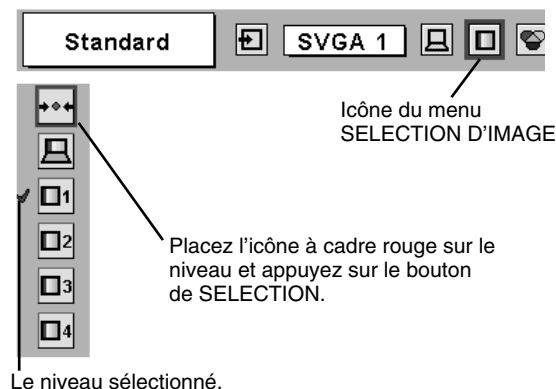 Standard
SVGA 1
Icône du menu
SELECTION D'IMAGE
1
2
3
4
Placez l'icône à cadre rouge sur le
niveau et appuyez sur le bouton
de SELECTION.
Le niveau sélectionné.